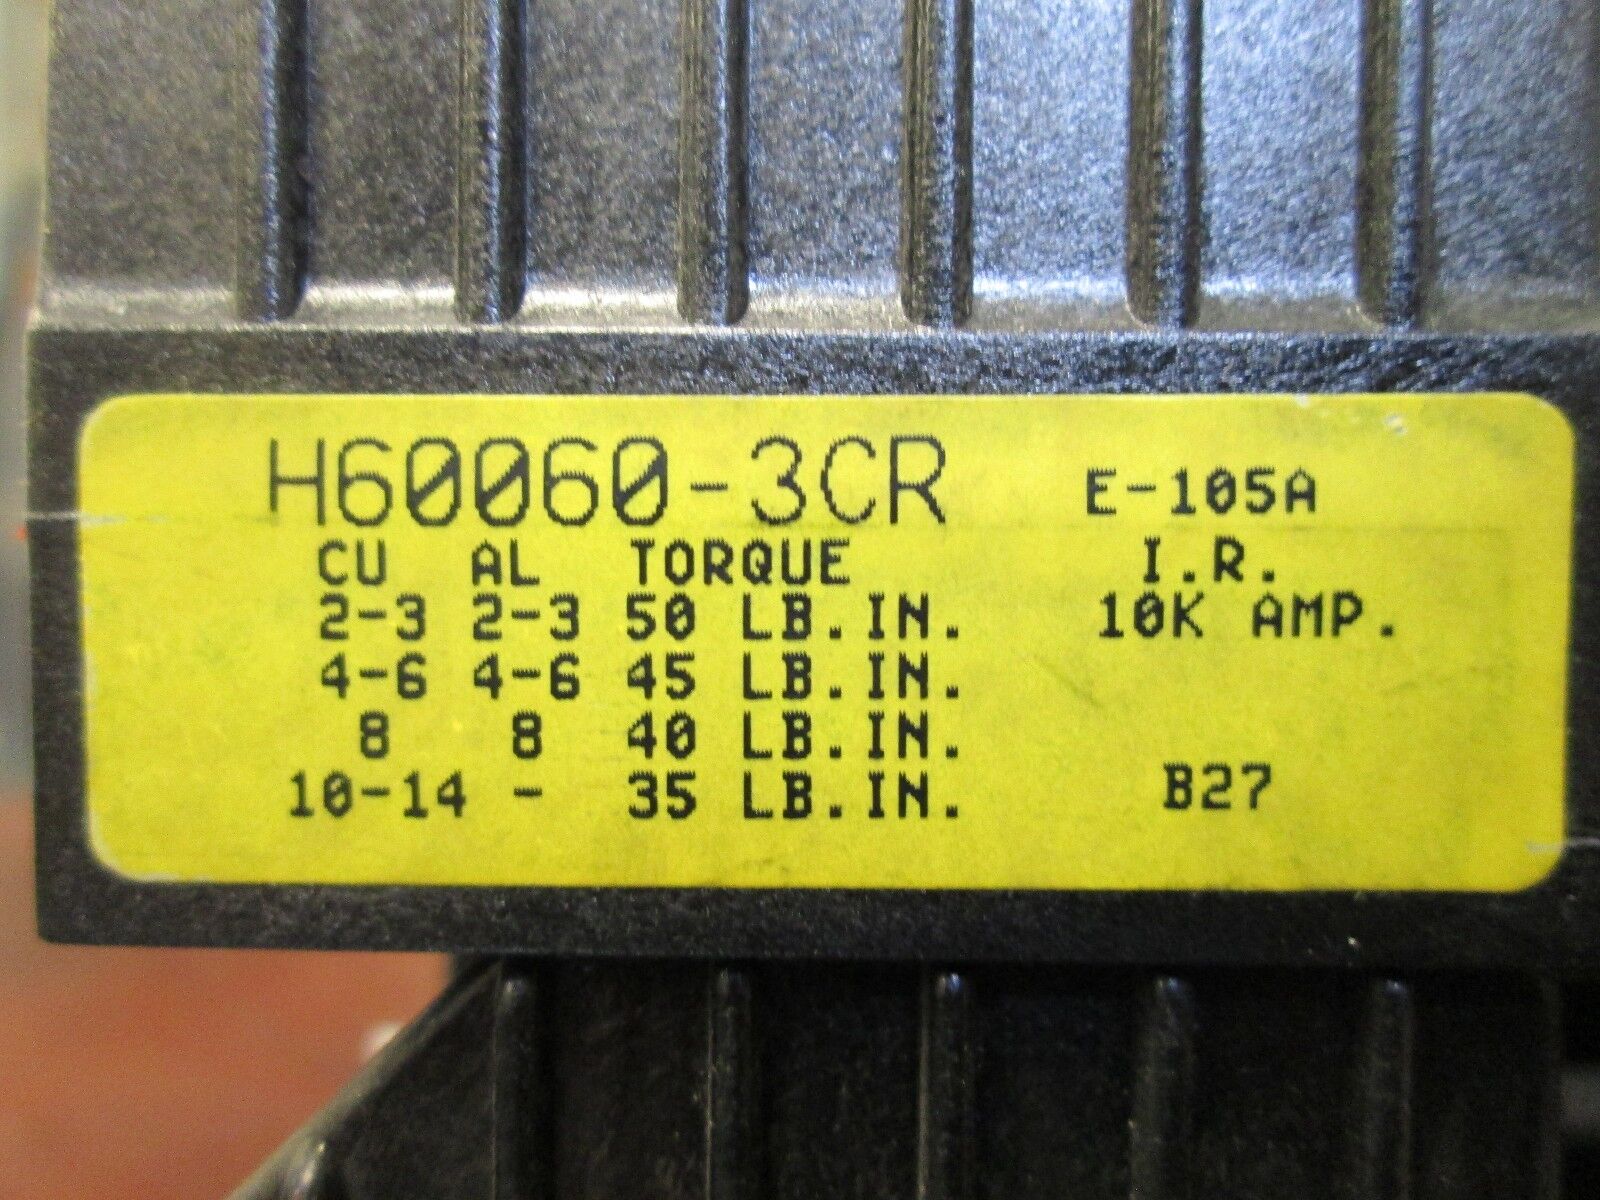 H60060-3CR E-105A
CU AL TORQUE I.R.
2-3 2-3 50 LB.IN. 10K AMP.
4-6 4-6 45 LB.IN.
8 8 40 LB.IN.
10-14 - 35 LB.IN. B27